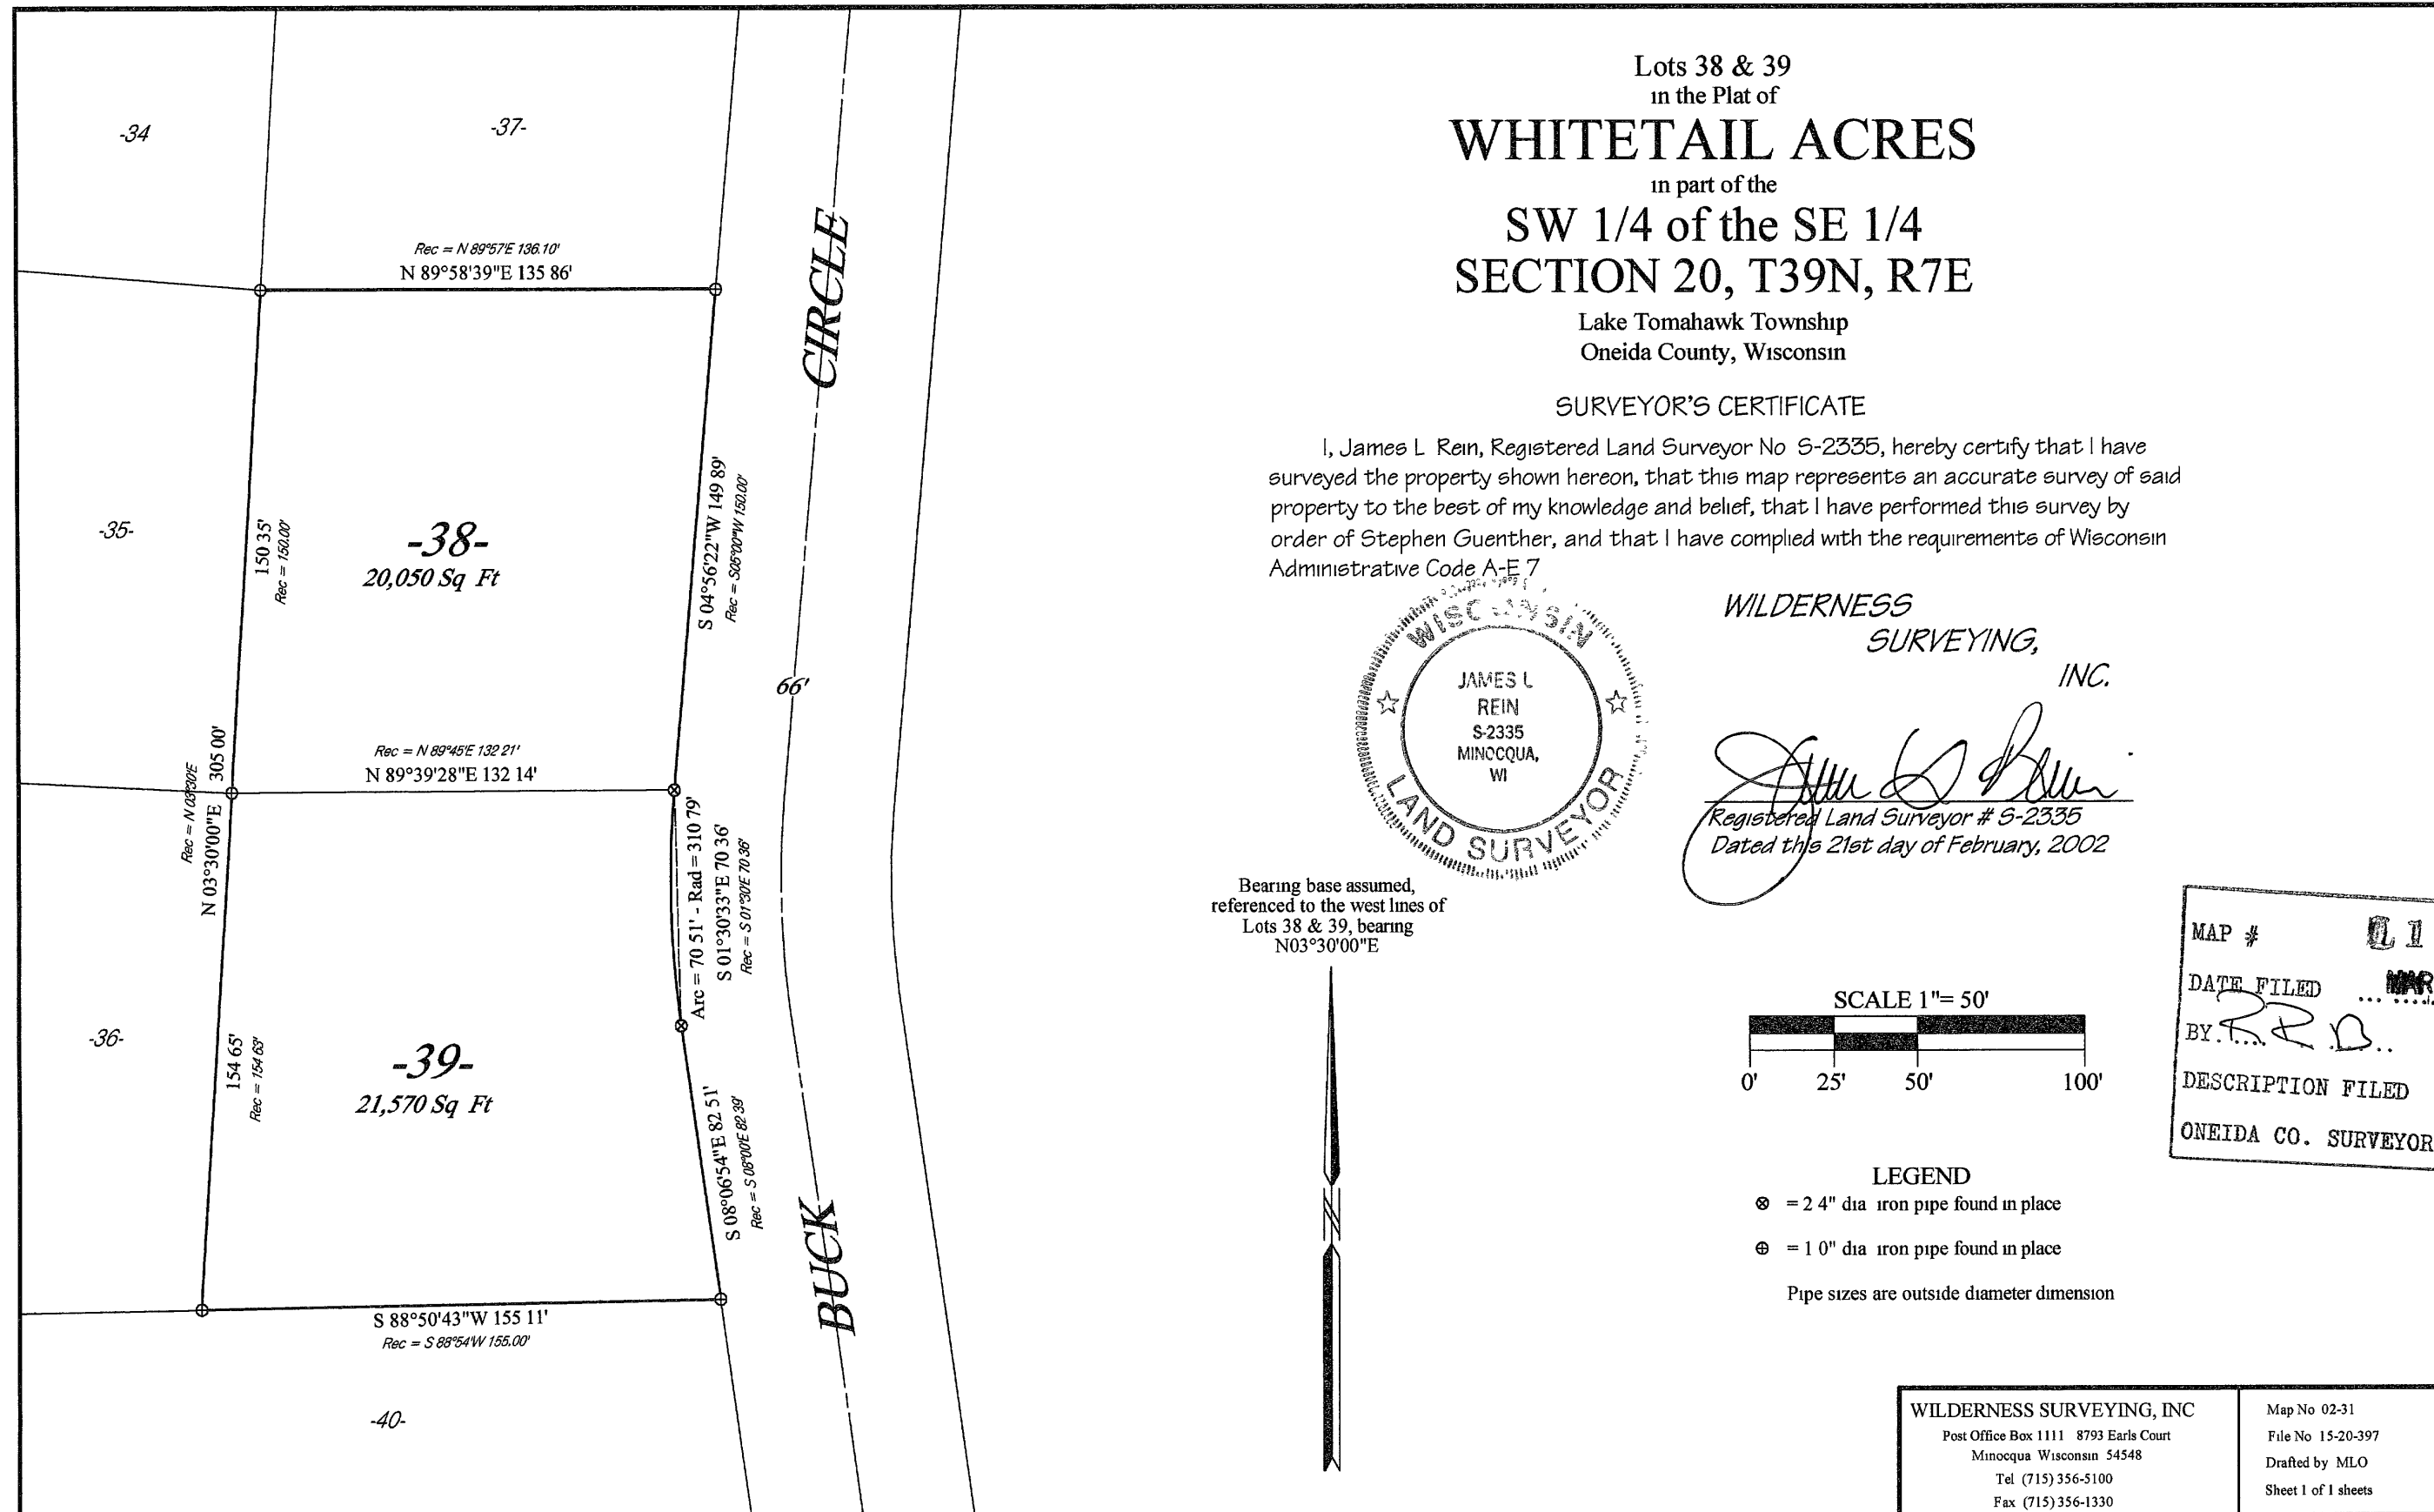 -34
-37-
Rec = N 89°57'E 136.10'
N 89°58'39"E 135 86'
CIRCLE
-35-
150 35'
Rec = 150.00'
-38-
20,050 Sq Ft
S 04°56'22"W 149 89'
Rec = S05°00"W 150.00'
66'
Rec = N 03°30'E
N 03°30'00"E 305 00'
Rec = N 89°45'E 132 21'
N 89°39'28"E 132 14'
Arc = 70 51' - Rad = 310 79'
S 01°30'33"E 70 36'
Rec = S 01°30'E 70 36'
-36-
154 65'
Rec = 154 63'
-39-
21,570 Sq Ft
S 08°06'54"E 82 51'
Rec = S 08°00'E 82 39'
BUCK
S 88°50'43"W 155 11'
Rec = S 88°54'W 155.00'
-40-
Lots 38 & 39
in the Plat of
WHITETAIL ACRES
in part of the
SW 1/4 of the SE 1/4
SECTION 20, T39N, R7E
Lake Tomahawk Township
Oneida County, Wisconsin
SURVEYOR'S CERTIFICATE
I, James L Rein, Registered Land Surveyor No S-2335, hereby certify that I have
surveyed the property shown hereon, that this map represents an accurate survey of said
property to the best of my knowledge and belief, that I have performed this survey by
order of Stephen Guenther, and that I have complied with the requirements of Wisconsin
Administrative Code A-E 7
WISCONSIN
JAMES L
REIN
S-2335
MINOCQUA,
WI
LAND SURVEYOR
WILDERNESS
SURVEYING,
INC.
Registered Land Surveyor # S-2335
Dated this 21st day of February, 2002
Bearing base assumed,
referenced to the west lines of
Lots 38 & 39, bearing
N03°30'00"E
MAP #
DATE FILED MAR
BY R R B
DESCRIPTION FILED
ONEIDA CO. SURVEYOR
SCALE 1"= 50'
0' 25' 50' 100'
LEGEND
⊗ = 2 4" dia iron pipe found in place
⊕ = 1 0" dia iron pipe found in place
Pipe sizes are outside diameter dimension
WILDERNESS SURVEYING, INC
Post Office Box 1111 8793 Earls Court
Minocqua Wisconsin 54548
Tel (715) 356-5100
Fax (715) 356-1330
Map No 02-31
File No 15-20-397
Drafted by MLO
Sheet 1 of 1 sheets